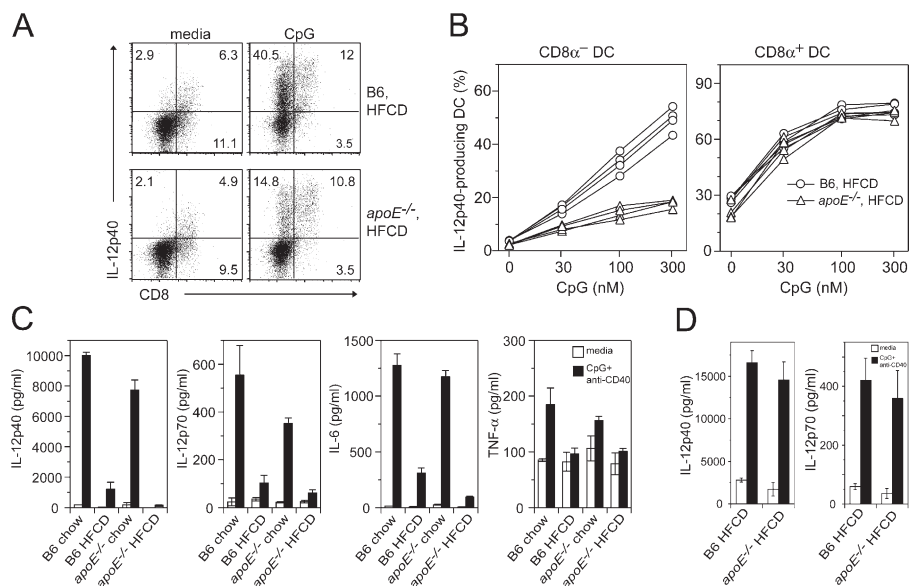 A
media
CpG
2.9
6.3
40.5
12
11.1
3.5
B6,
HFCD
2.1
4.9
14.8
10.8
9.5
3.5
apoE-/-,
HFCD
IL-12p40
CD8
B
CD8α– DC
CD8α+ DC
IL-12p40-producing DC (%)
60
40
20
0
90
60
30
0
B6, HFCD
apoE-/-, HFCD
0 30 100 300
0 30 100 300
CpG (nM)
CpG (nM)
C
IL-12p40 (pg/ml)
10000
8000
6000
4000
2000
0
B6 chow
B6 HFCD
apoE-/- chow
apoE-/- HFCD
IL-12p70 (pg/ml)
600
400
200
0
B6 chow
B6 HFCD
apoE-/- chow
apoE-/- HFCD
IL-6 (pg/ml)
1500
1000
500
0
B6 chow
B6 HFCD
apoE-/- chow
apoE-/- HFCD
TNF-α (pg/ml)
300
200
100
0
media
CpG+
anti-CD40
B6 chow
B6 HFCD
apoE-/- chow
apoE-/- HFCD
D
IL-12p40 (pg/ml)
15000
10000
5000
0
B6 HFCD
apoE-/- HFCD
IL-12p70 (pg/ml)
400
200
0
media
CpG+
anti-CD40
B6 HFCD
apoE-/- HFCD